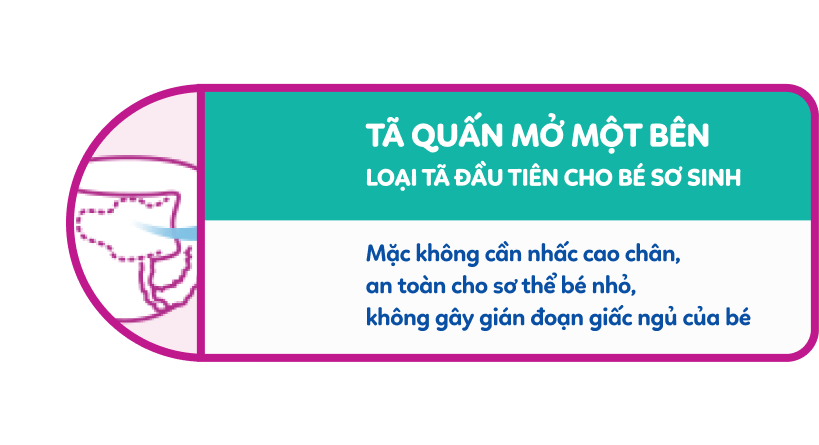 TÃ QUẤN MỞ MỘT BÊN
LOẠI TÃ ĐẦU TIÊN CHO BÉ SƠ SINH
Mặc không cần nhấc cao chân,
an toàn cho sơ thể bé nhỏ,
không gây gián đoạn giấc ngủ của bé